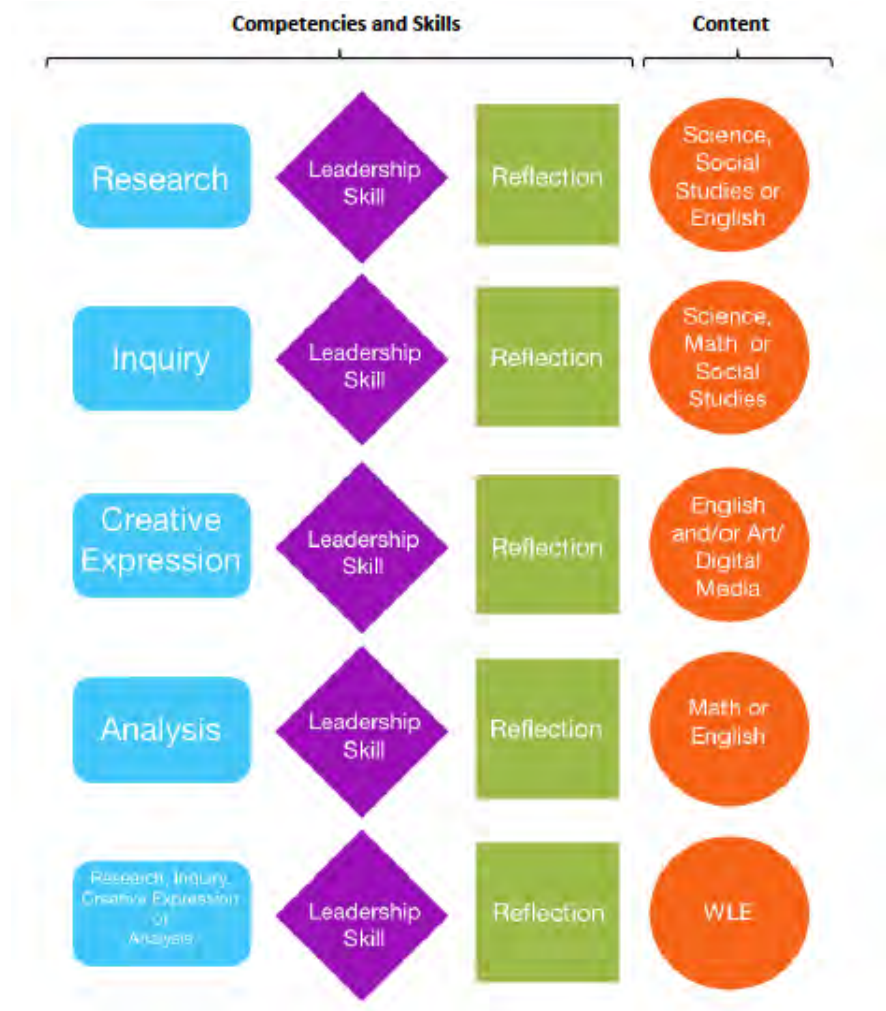 Competencies and Skills
Content
Research
Leadership
Skill
Reflection
Science,
Social
Studies or
English
Inquiry
Leadership
Skill
Reflection
Science,
Math or
Social
Studies
Creative
Expression
Leadership
Skill
Reflection
English
and/or Art/
Digital
Media
Analysis
Leadership
Skill
Reflection
Math or
English
Research, Inquiry,
Creative Expression
or
Analysis
Leadership
Skill
Reflection
WLE